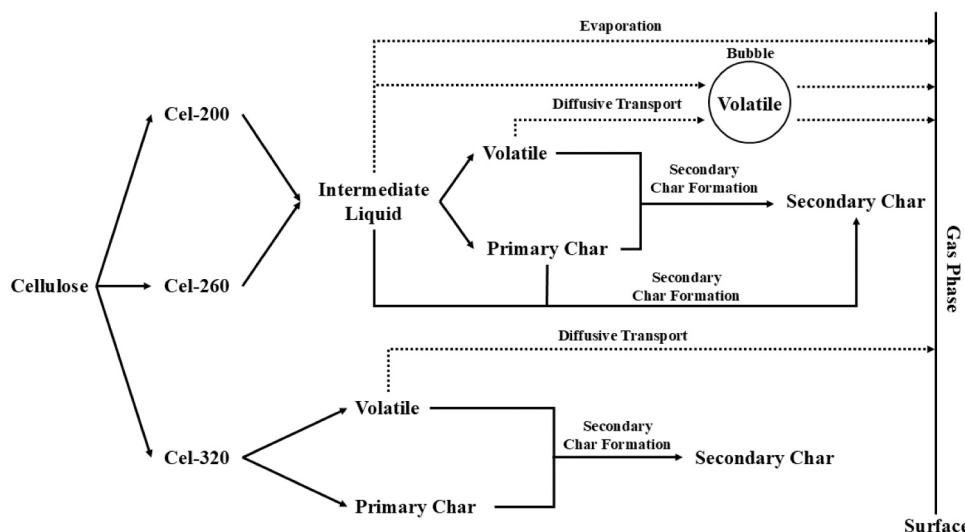 Evaporation
Bubble
Volatile
Diffusive Transport
Cel-200
Volatile
Secondary
Char Formation
Intermediate
Liquid
Secondary Char
Primary Char
Gas Phase
Cellulose
Cel-260
Secondary
Char Formation
Diffusive Transport
Volatile
Secondary
Char Formation
Cel-320
Secondary Char
Primary Char
Surface